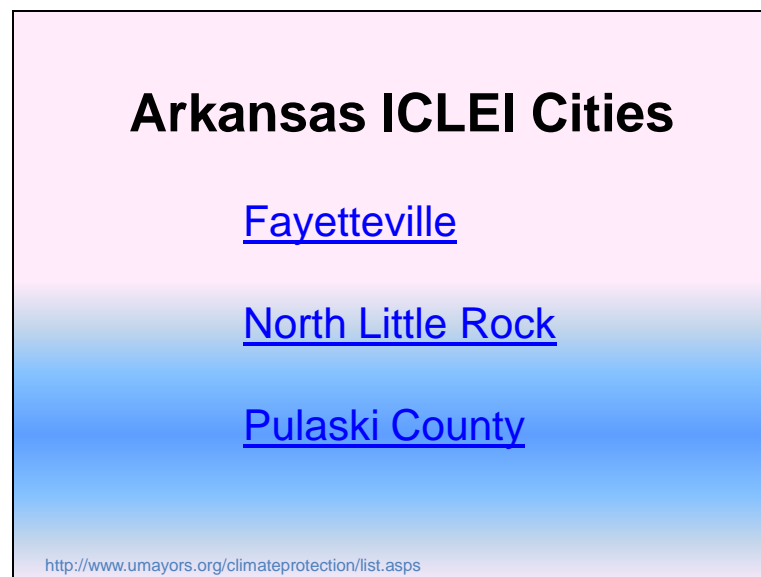 Arkansas ICLEI Cities
Fayetteville
North Little Rock
Pulaski County
http://www.umayors.org/climateprotection/list.asps